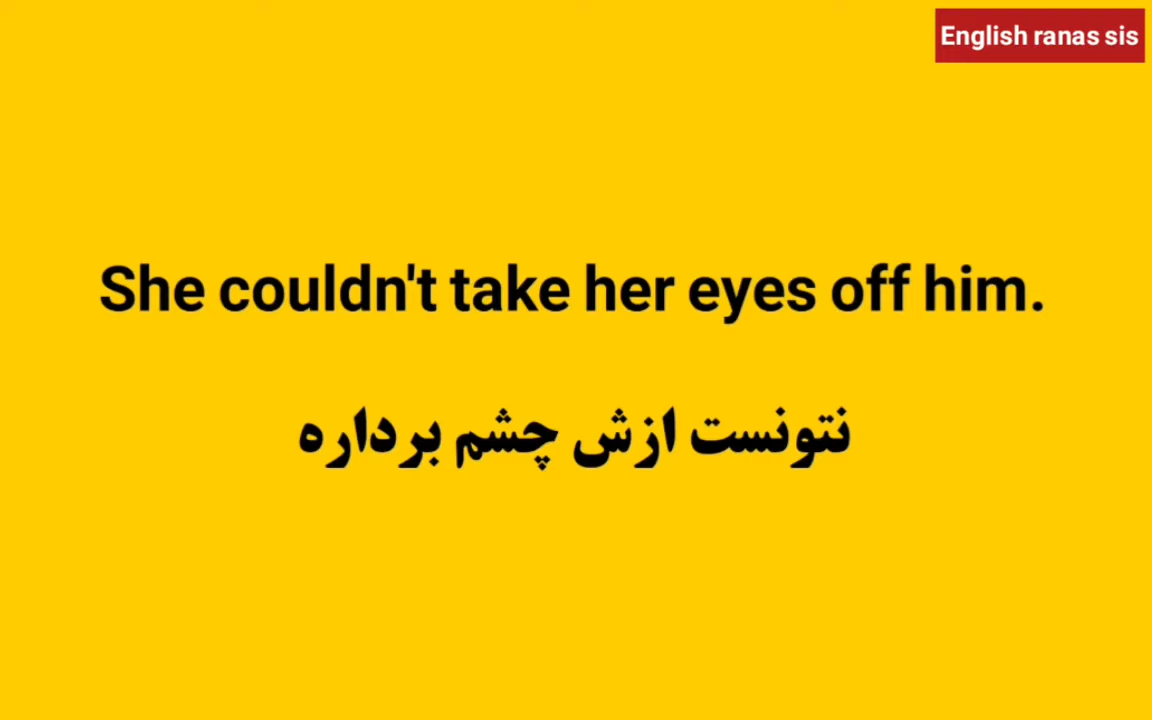 English ranas sis
She couldn't take her eyes off him.
نتونست ازش چشم برداره